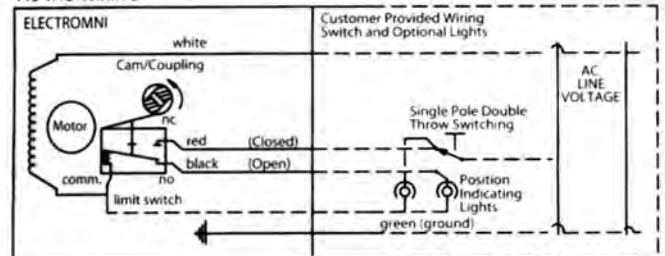 ELECTROMNI
Customer Provided Wiring
Switch and Optional Lights
white
Cam/Coupling
AC
LINE
VOLTAGE
Single Pole Double
Throw Switching
Motor
nc
red
(Closed)
black
(Open)
comm.
no
limit switch
Position
Indicating
Lights
green (ground)